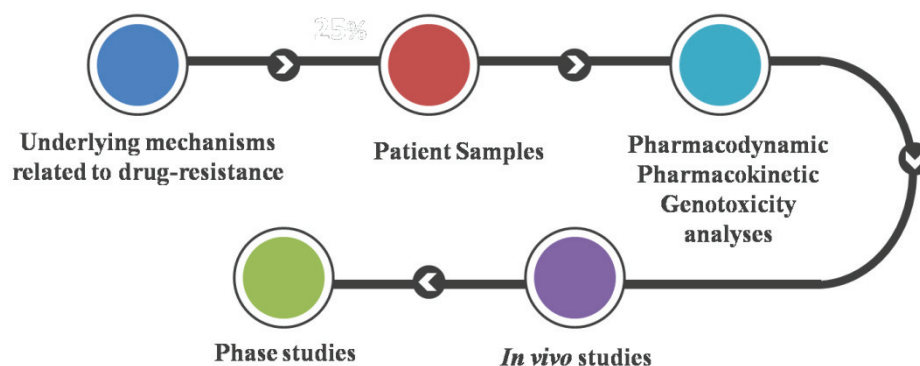 25%
Underlying mechanisms
related to drug-resistance
Patient Samples
Pharmacodynamic
Pharmacokinetic
Genotoxicity
analyses
Phase studies
In vivo studies